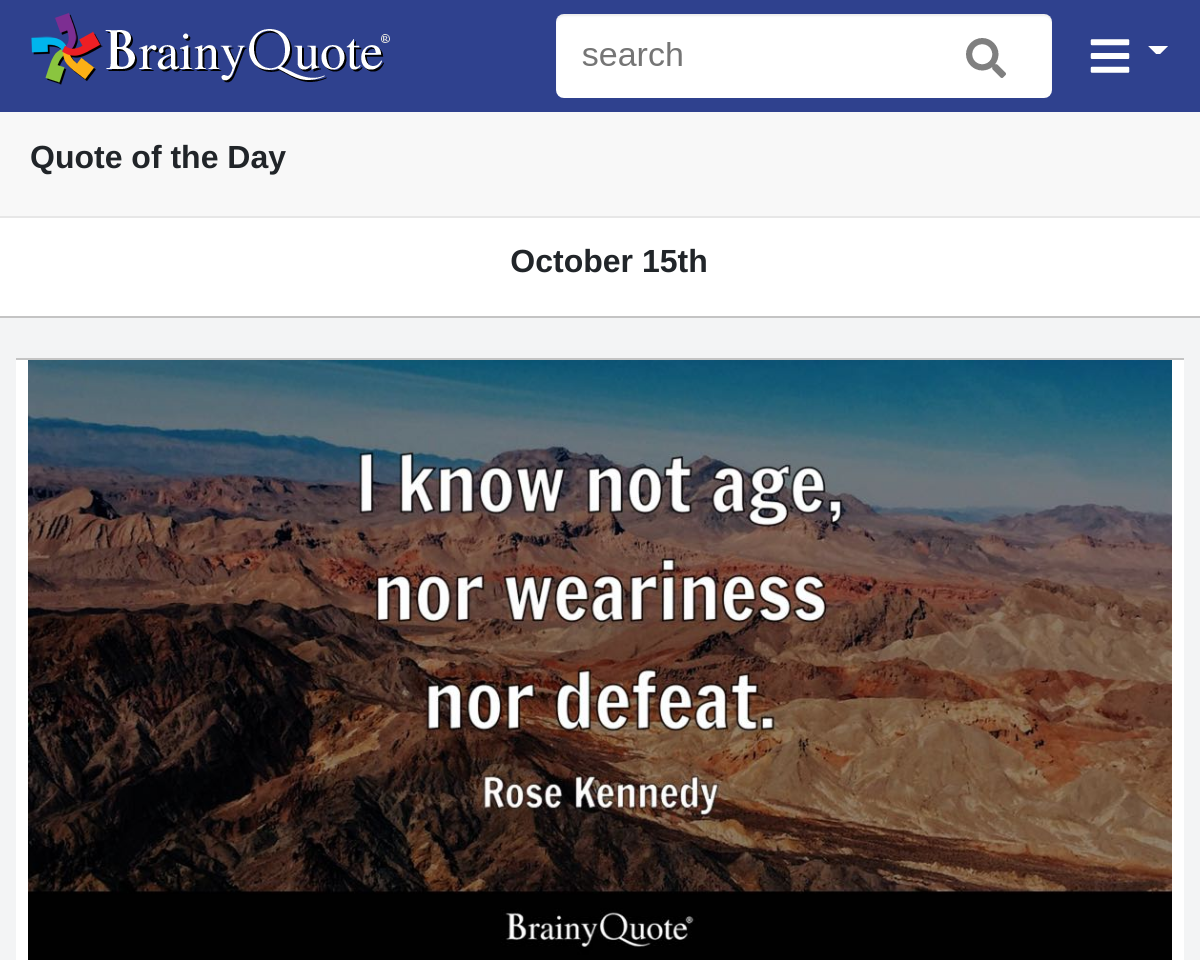 BrainyQuote®
search
Quote of the Day
October 15th
I know not age,
nor weariness
nor defeat.
Rose Kennedy
BrainyQuote®